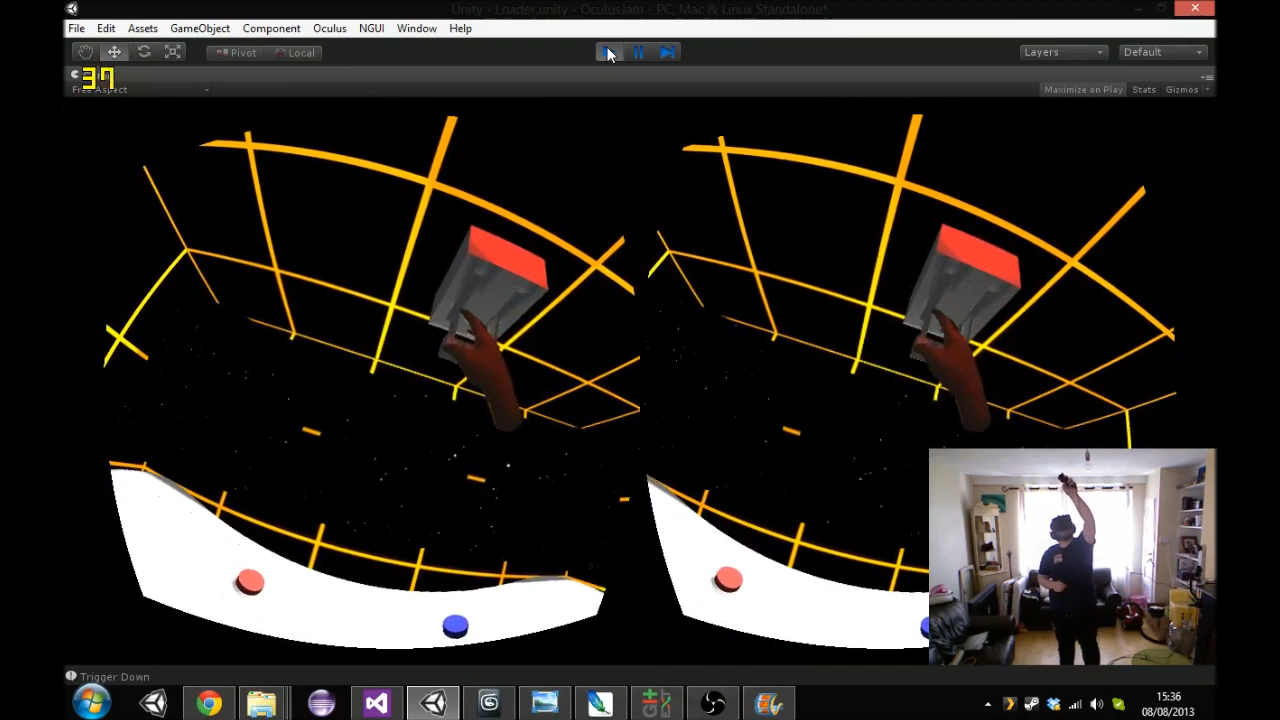 Unity - Loader.unity - OculusJam - PC, Mac & Linux Standalone*
File Edit Assets GameObject Component Oculus NGUI Window Help
Pivot Local Layers Default
37
Free Aspect Maximize on Play Stats Gizmos
Trigger Down
15:36
08/08/2013